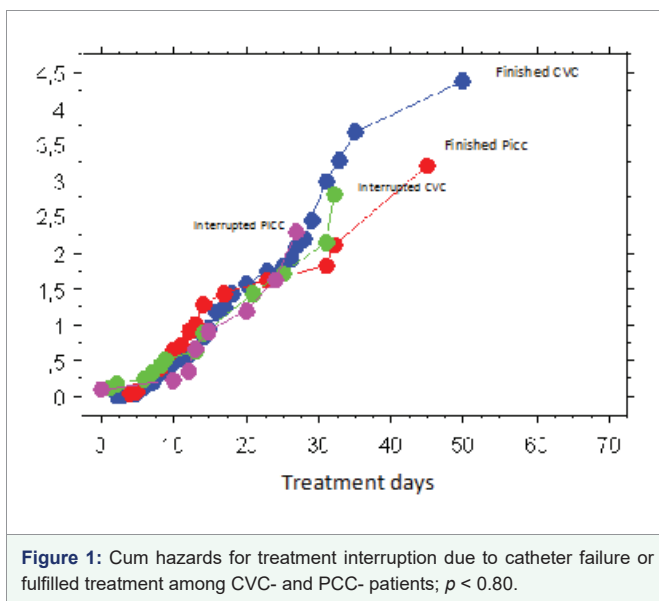 4,5
Finished CVC
4
3,5
Finished Picc
3
Interrupted CVC
2,5
Interrupted PICC
2
1,5
1
,5
0
0 10 20 30 40 50 60 70
Treatment days
Figure 1: Cum hazards for treatment interruption due to catheter failure or
fulfilled treatment among CVC- and PCC- patients; p < 0.80.